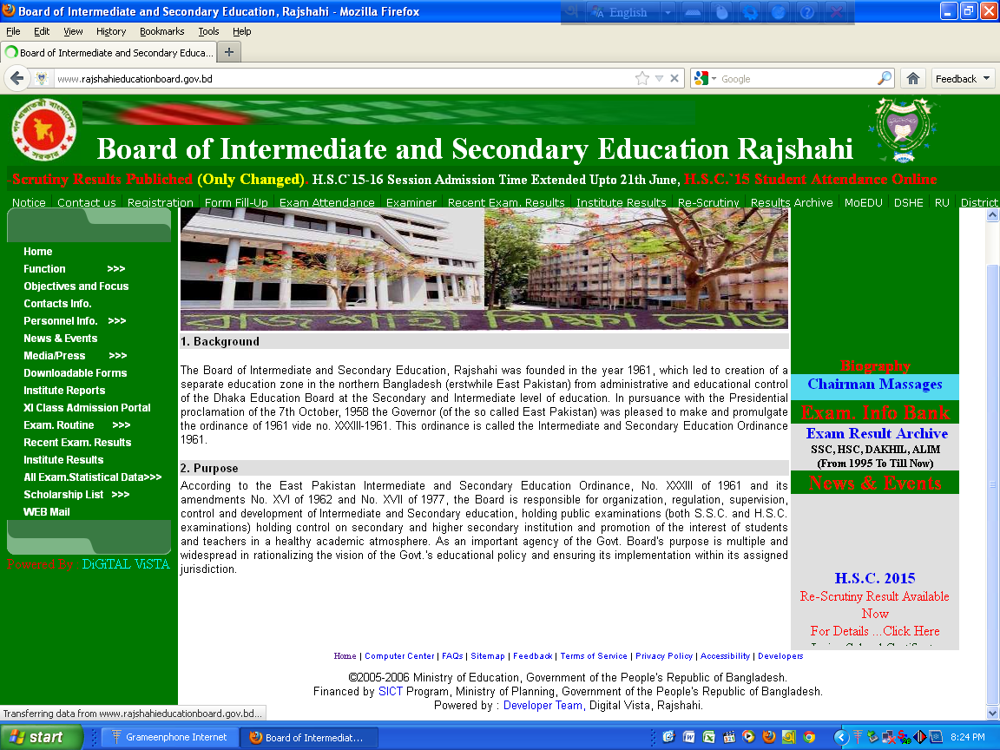 Board of Intermediate and Secondary Education, Rajshahi - Mozilla Firefox
English
File Edit View History Bookmarks Tools Help
Board of Intermediate and Secondary Educa...
www.rajshahieducationboard.gov.bd
Google
Feedback
Board of Intermediate and Secondary Education Rajshahi
-Scrutiny Results Published (Only Changed). H.S.C`15-16 Session Admission Time Extended Upto 21th June, H.S.C.`15 Student Attendance Online
Notice Contact us Registration Form Fill-Up Exam Attendance Examiner Recent Exam. Results Institute Results Re-Scrutiny Results Archive MoEDU DSHE RU District
Home
Function >>>
Objectives and Focus
Contacts Info.
Personnel Info. >>>
News & Events
Media/Press >>>
Downloadable Forms
Institute Reports
XI Class Admission Portal
Exam. Routine >>>
Recent Exam. Results
Institute Results
All Exam.Statistical Data>>>
Scholarship List >>>
WEB Mail
Powered By : DiGiTAL ViSTA
রাজশাহী শিক্ষা বোর্ড
1. Background
The Board of Intermediate and Secondary Education, Rajshahi was founded in the year 1961, which led to creation of a
separate education zone in the northern Bangladesh (erstwhile East Pakistan) from administrative and educational control
of the Dhaka Education Board at the Secondary and Intermediate level of education. In pursuance with the Presidential
proclamation of the 7th October, 1958 the Governor (of the so called East Pakistan) was pleased to make and promulgate
the ordinance of 1961 vide no. XXXIII-1961. This ordinance is called the Intermediate and Secondary Education Ordinance
1961.
2. Purpose
According to the East Pakistan Intermediate and Secondary Education Ordinance, No. XXXIII of 1961 and its
amendments No. XVI of 1962 and No. XVII of 1977, the Board is responsible for organization, regulation, supervision,
control and development of Intermediate and Secondary education, holding public examinations (both S.S.C. and H.S.C.
examinations) holding control on secondary and higher secondary institution and promotion of the interest of students
and teachers in a healthy academic atmosphere. As an important agency of the Govt. Board's purpose is multiple and
widespread in rationalizing the vision of the Govt.'s educational policy and ensuring its implementation within its assigned
jurisdiction.
Biography
Chairman Massages
Exam. Info Bank
Exam Result Archive
SSC, HSC, DAKHIL, ALIM
(From 1995 To Till Now)
News & Events
H.S.C. 2015
Re-Scrutiny Result Available
Now
For Details ...Click Here
Home | Computer Center | FAQs | Sitemap | Feedback | Terms of Service | Privacy Policy | Accessibility | Developers
©2005-2006 Ministry of Education, Government of the People's Republic of Bangladesh.
Financed by SICT Program, Ministry of Planning, Government of the People's Republic of Bangladesh.
Powered by : Developer Team, Digital Vista, Rajshahi.
Transferring data from www.rajshahieducationboard.gov.bd...
start
Grameenphone Internet
Board of Intermediat...
8:24 PM